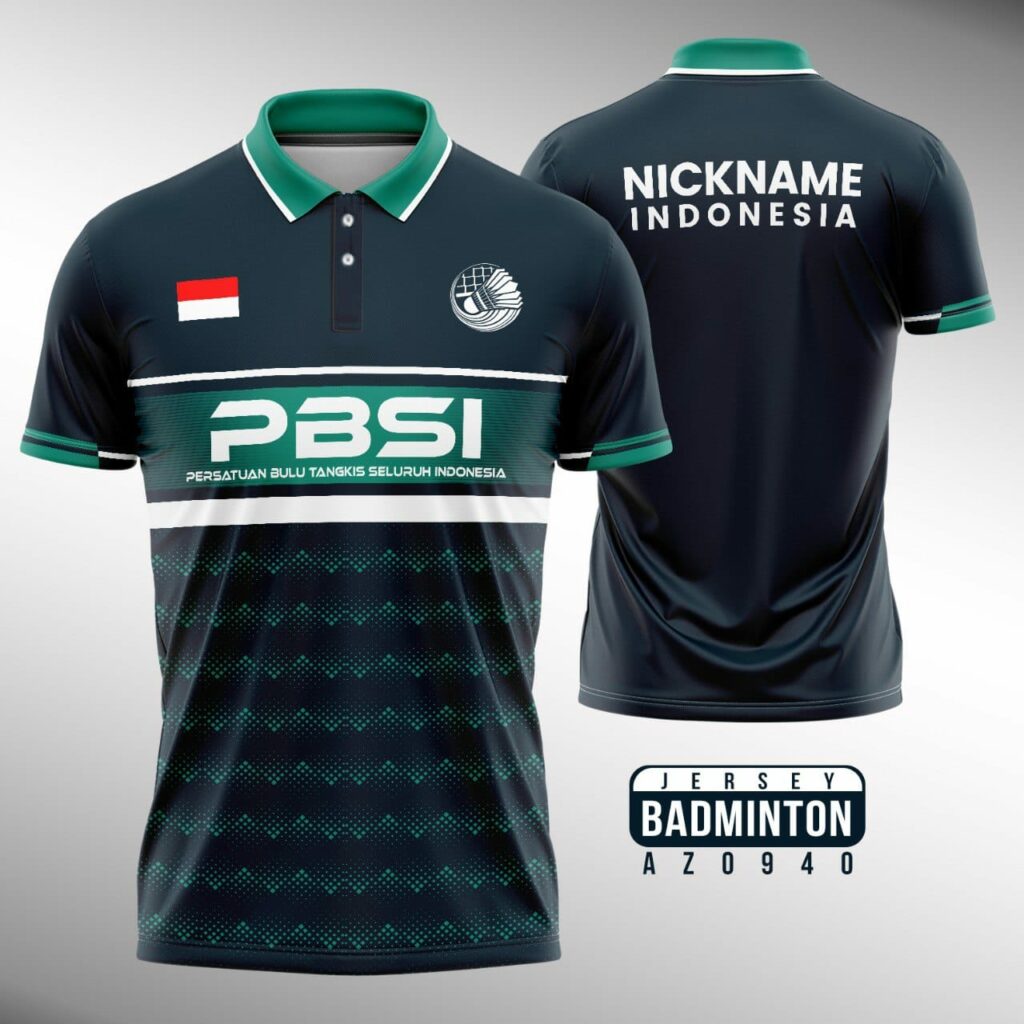 PBSI
PERSATUAN BULU TANGKIS SELURUH INDONESIA
NICKNAME
INDONESIA
JERSEY
BADMINTON
AZ0940